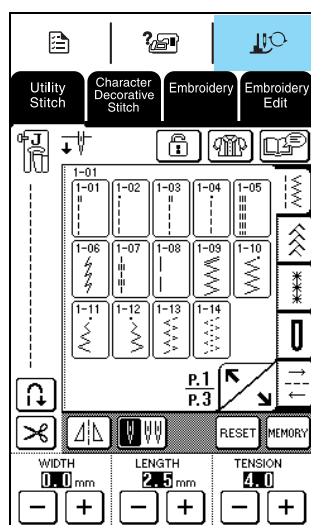 ?
Utility
Stitch
Character
Decorative
Stitch
Embroidery
Embroidery
Edit
J
1-01
1-01 1-02 1-03 1-04 1-05
1-06 1-07 1-08 1-09 1-10
1-11 1-12 1-13 1-14
P.1
P.3
RESET
MEMORY
WIDTH
0.0 mm
LENGTH
2.5 mm
TENSION
4.0
− + − + − +